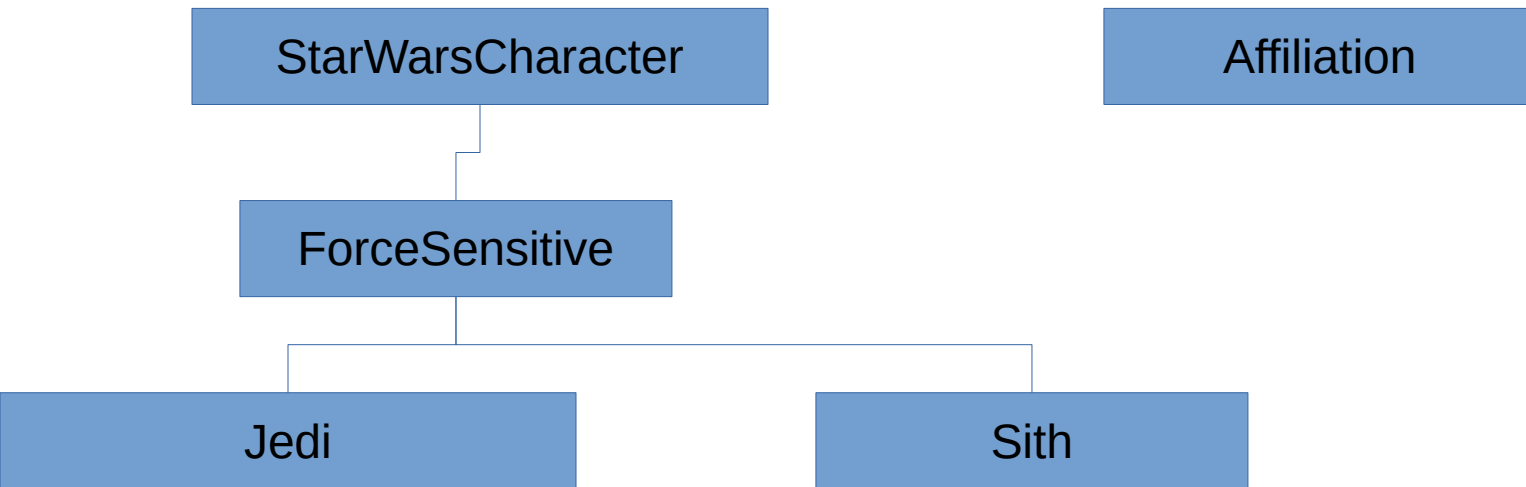 StarWarsCharacter
Affiliation
ForceSensitive
Jedi
Sith